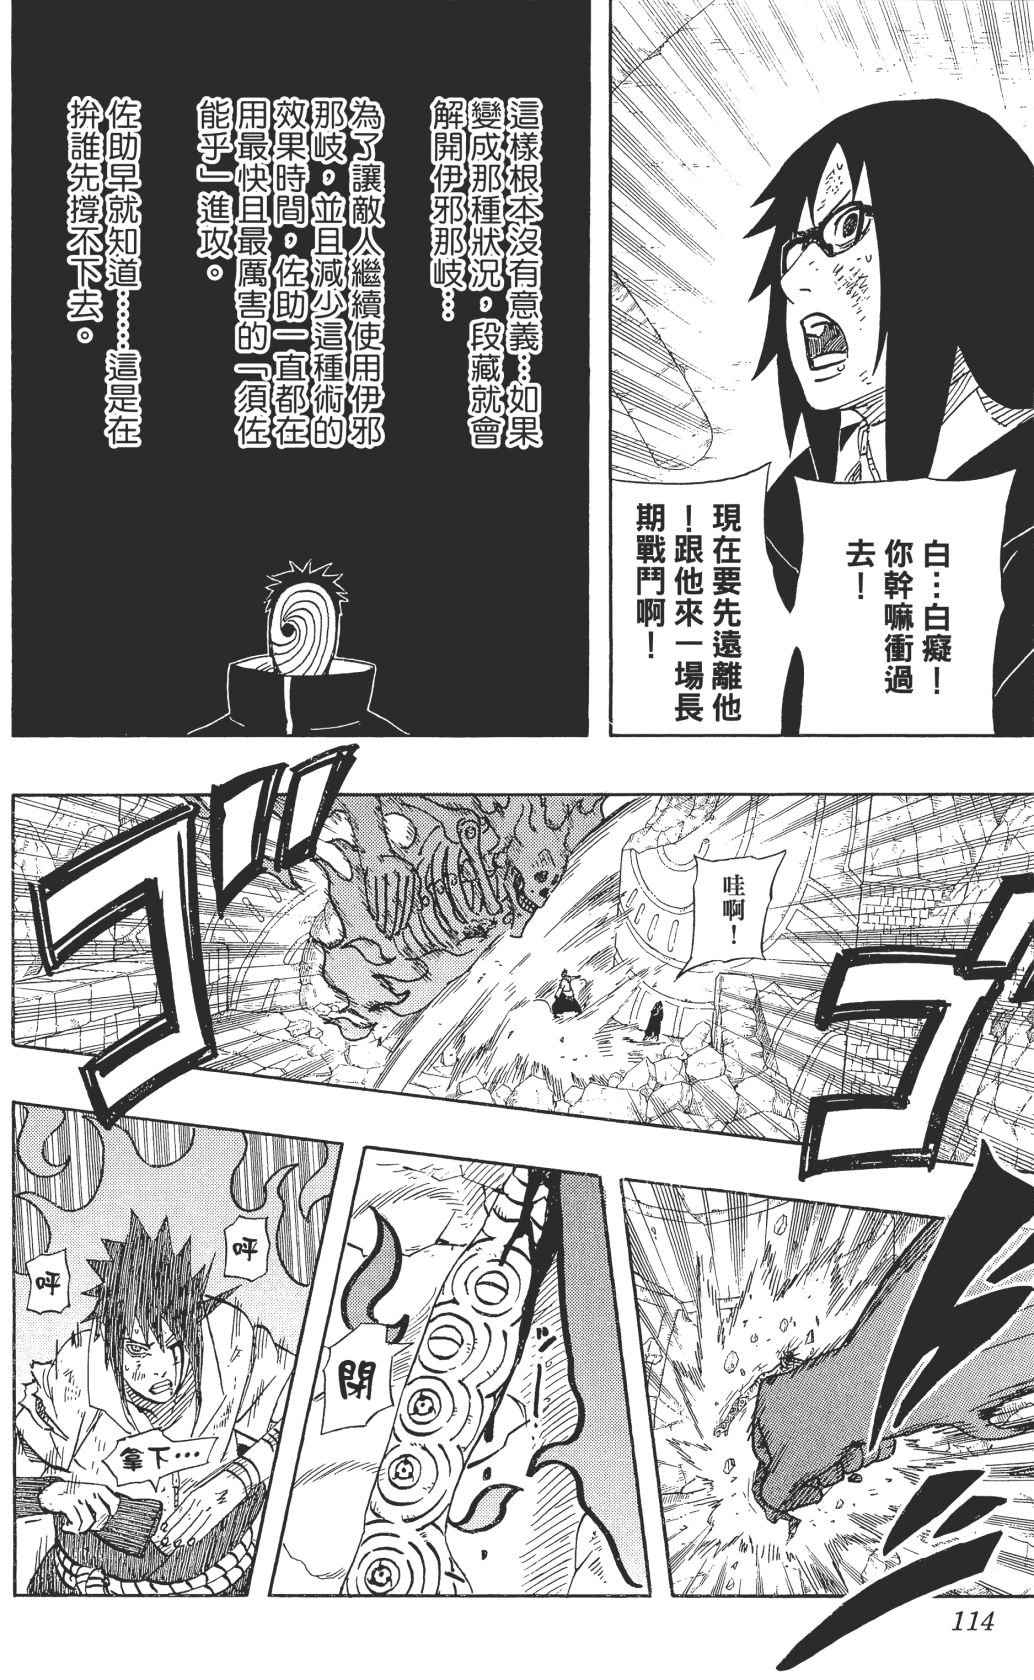 白⋯白癡！
你幹嘛衝過
去！
現在要先遠離他
！跟他來一場長
期戰鬥啊！
這樣根本沒有意義⋯如果
變成那種狀況，段藏就會
解開伊邪那岐⋯
為了讓敵人繼續使用伊邪
那岐，並且減少這種術的
效果時間，佐助一直都在
用最快且最厲害的「須佐
能乎」進攻。
佐助早就知道⋯⋯這是在
拚誰先撐不下去。
哇啊！
ゴ
ゴ
閉
呼
呼
拿下⋯
114